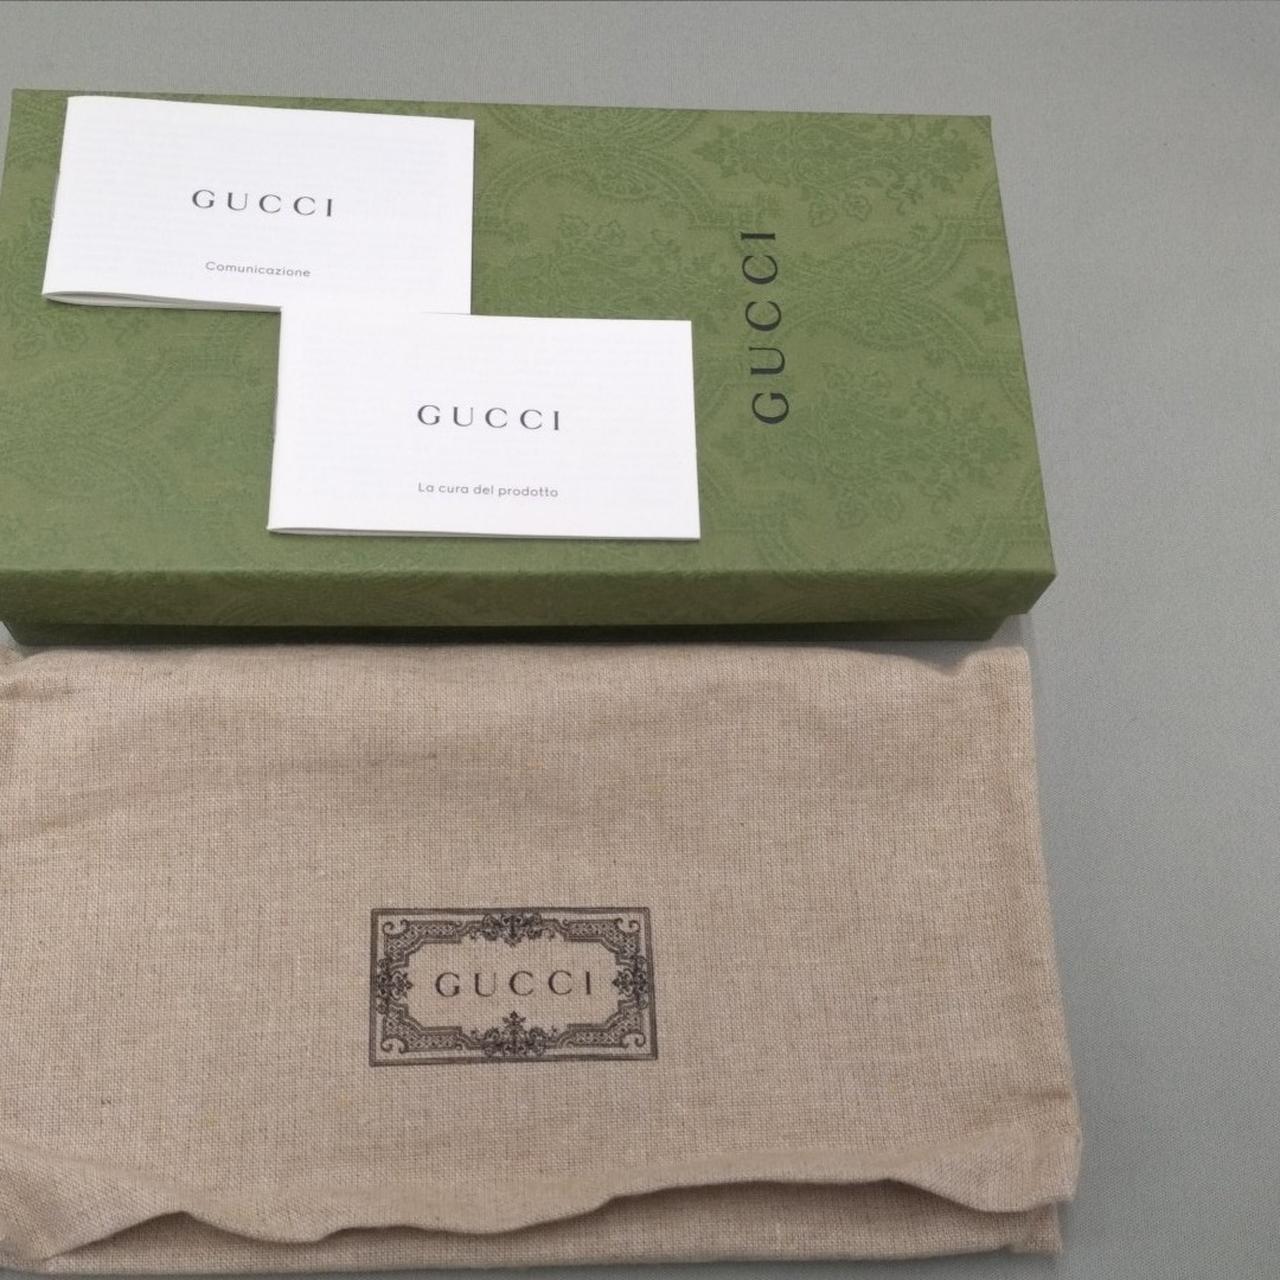 GUCCI
Comunicazione
GUCCI
GUCCI
La cura del prodotto
GUCCI